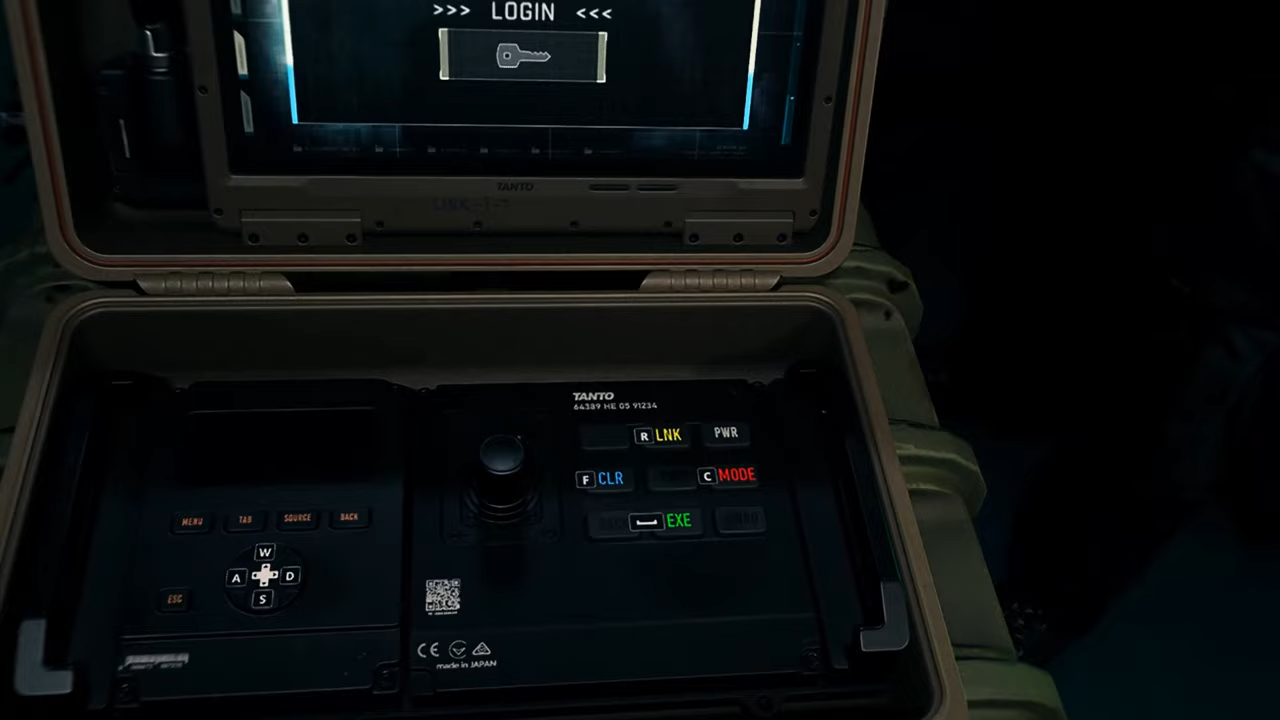 >>> LOGIN <<<
TANTO
TANTO
64389 HE 05 91234
R LNK PWR
F CLR C MODE
EXE
MENU TAB SOURCE BACK
W
A D
S
ESC
CE
made in JAPAN